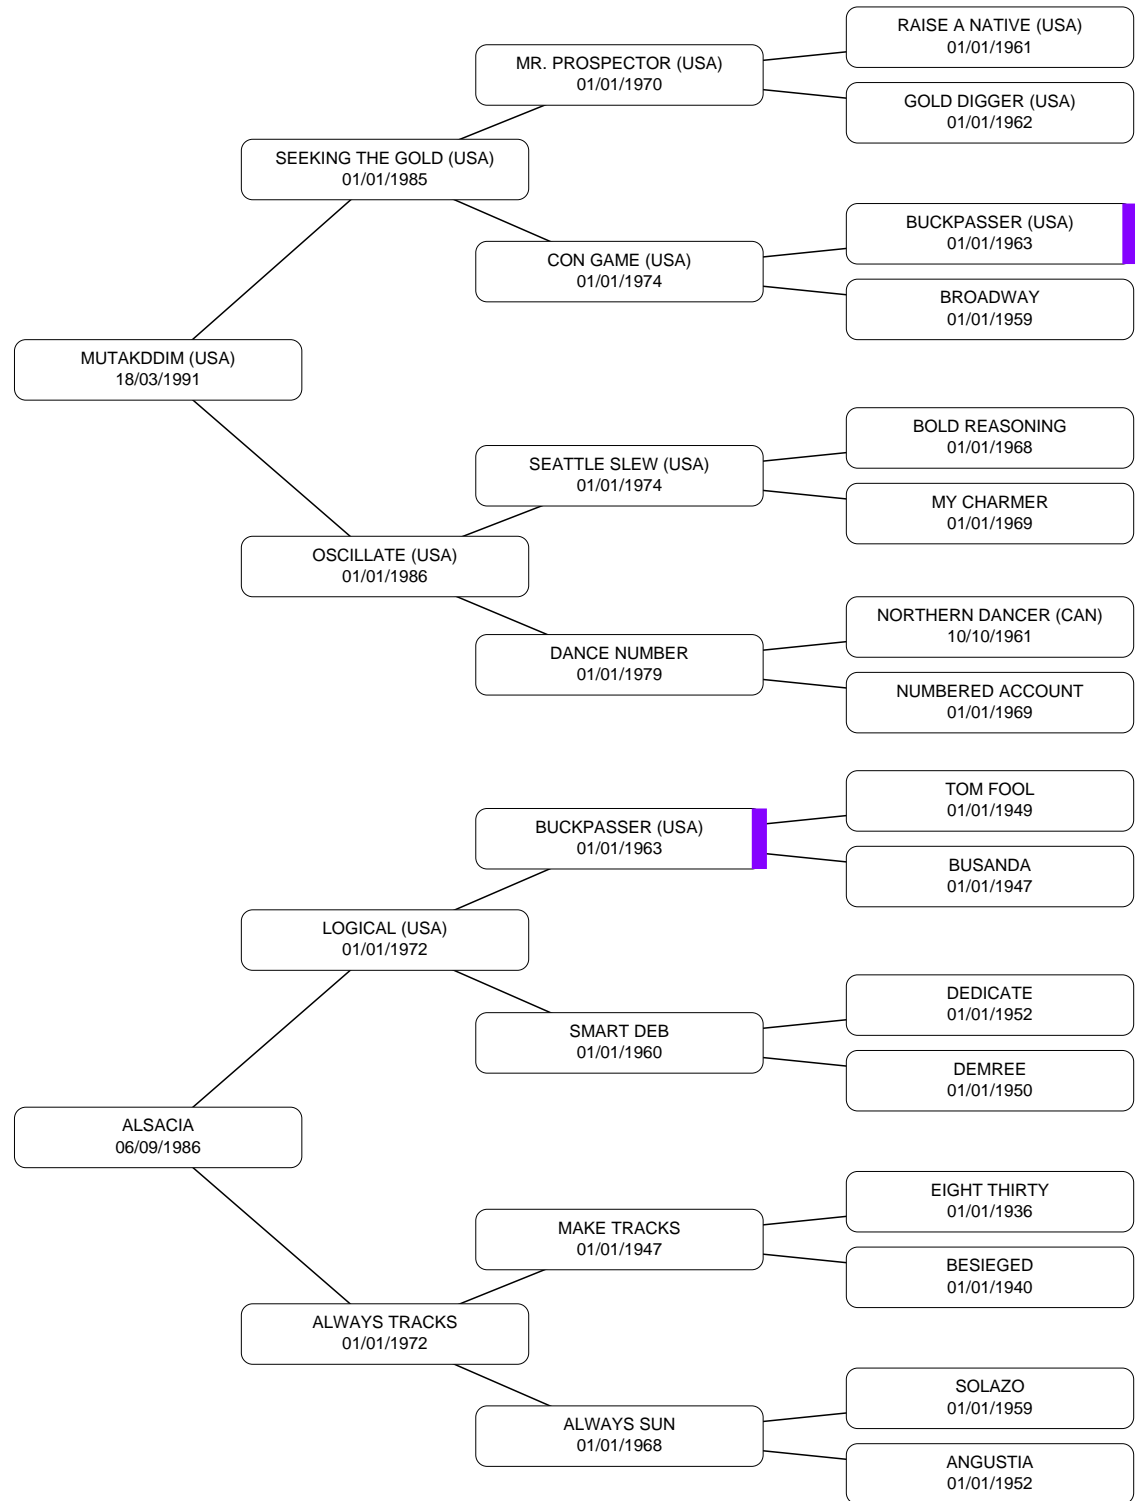 RAISE A NATIVE (USA)
01/01/1961
MR. PROSPECTOR (USA)
01/01/1970
GOLD DIGGER (USA)
01/01/1962
SEEKING THE GOLD (USA)
01/01/1985
BUCKPASSER (USA)
01/01/1963
CON GAME (USA)
01/01/1974
BROADWAY
01/01/1959
MUTAKDDIM (USA)
18/03/1991
BOLD REASONING
01/01/1968
SEATTLE SLEW (USA)
01/01/1974
MY CHARMER
01/01/1969
OSCILLATE (USA)
01/01/1986
NORTHERN DANCER (CAN)
10/10/1961
DANCE NUMBER
01/01/1979
NUMBERED ACCOUNT
01/01/1969
TOM FOOL
01/01/1949
BUCKPASSER (USA)
01/01/1963
BUSANDA
01/01/1947
LOGICAL (USA)
01/01/1972
DEDICATE
01/01/1952
SMART DEB
01/01/1960
DEMREE
01/01/1950
ALSACIA
06/09/1986
EIGHT THIRTY
01/01/1936
MAKE TRACKS
01/01/1947
BESIEGED
01/01/1940
ALWAYS TRACKS
01/01/1972
SOLAZO
01/01/1959
ALWAYS SUN
01/01/1968
ANGUSTIA
01/01/1952